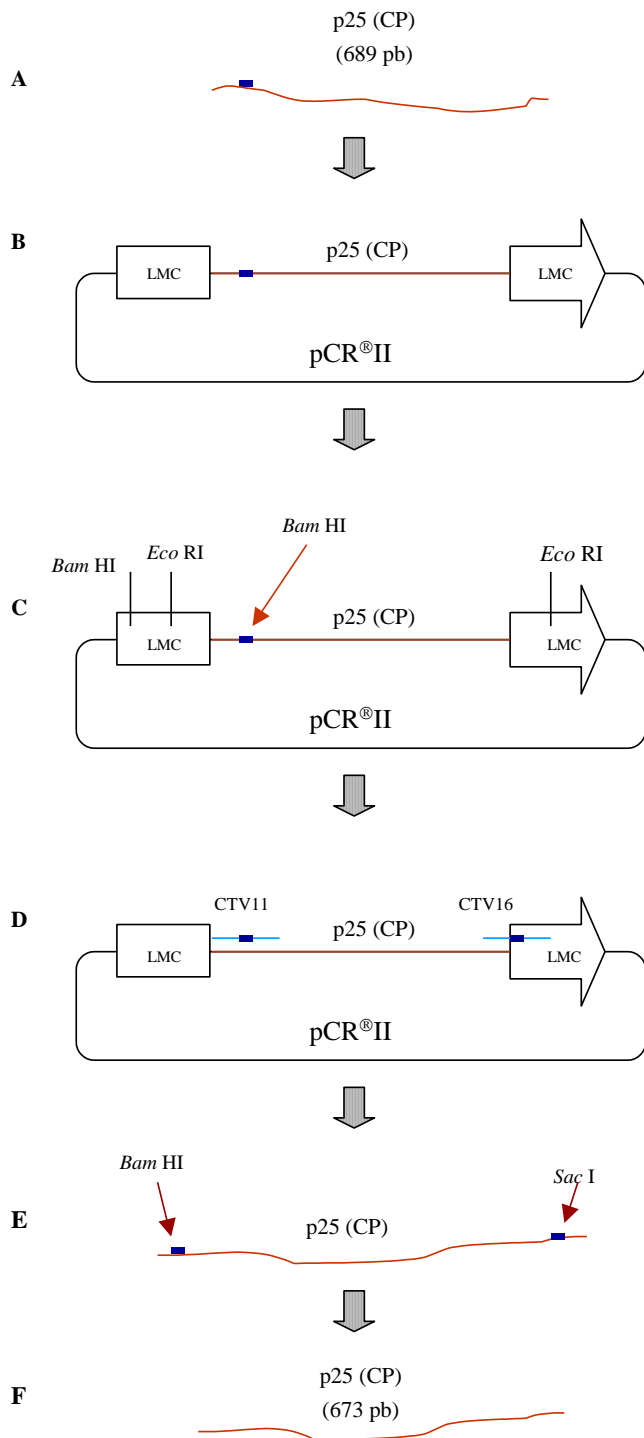 p25 (CP)
(689 pb)
A
B
p25 (CP)
LMC
LMC
pCR®II
Bam HI
Eco RI
Bam HI
Eco RI
C
p25 (CP)
LMC
LMC
pCR®II
CTV11
CTV16
D
p25 (CP)
LMC
LMC
pCR®II
Bam HI
Sac I
E
p25 (CP)
p25 (CP)
F
(673 pb)